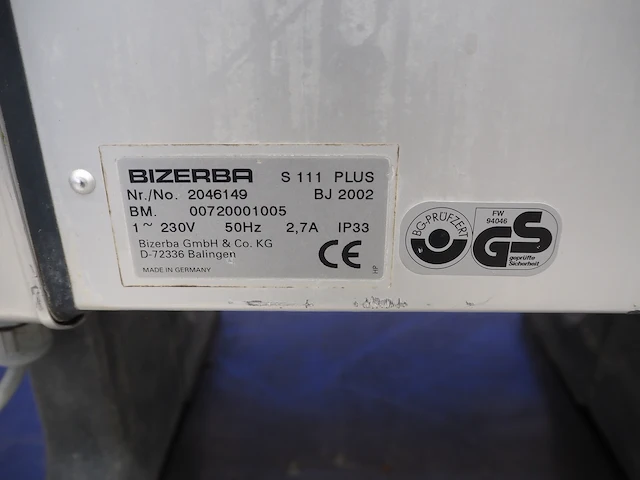 BIZERBA S 111 PLUS
Nr./No. 2046149 BJ 2002
BM. 00720001005
1~ 230V 50Hz 2,7A IP33
Bizerba GmbH & Co. KG
D-72336 Balingen
CE
MADE IN GERMANY
HP
BG-PRÜFZERT
FW
94046
GS
geprüfte
Sicherheit